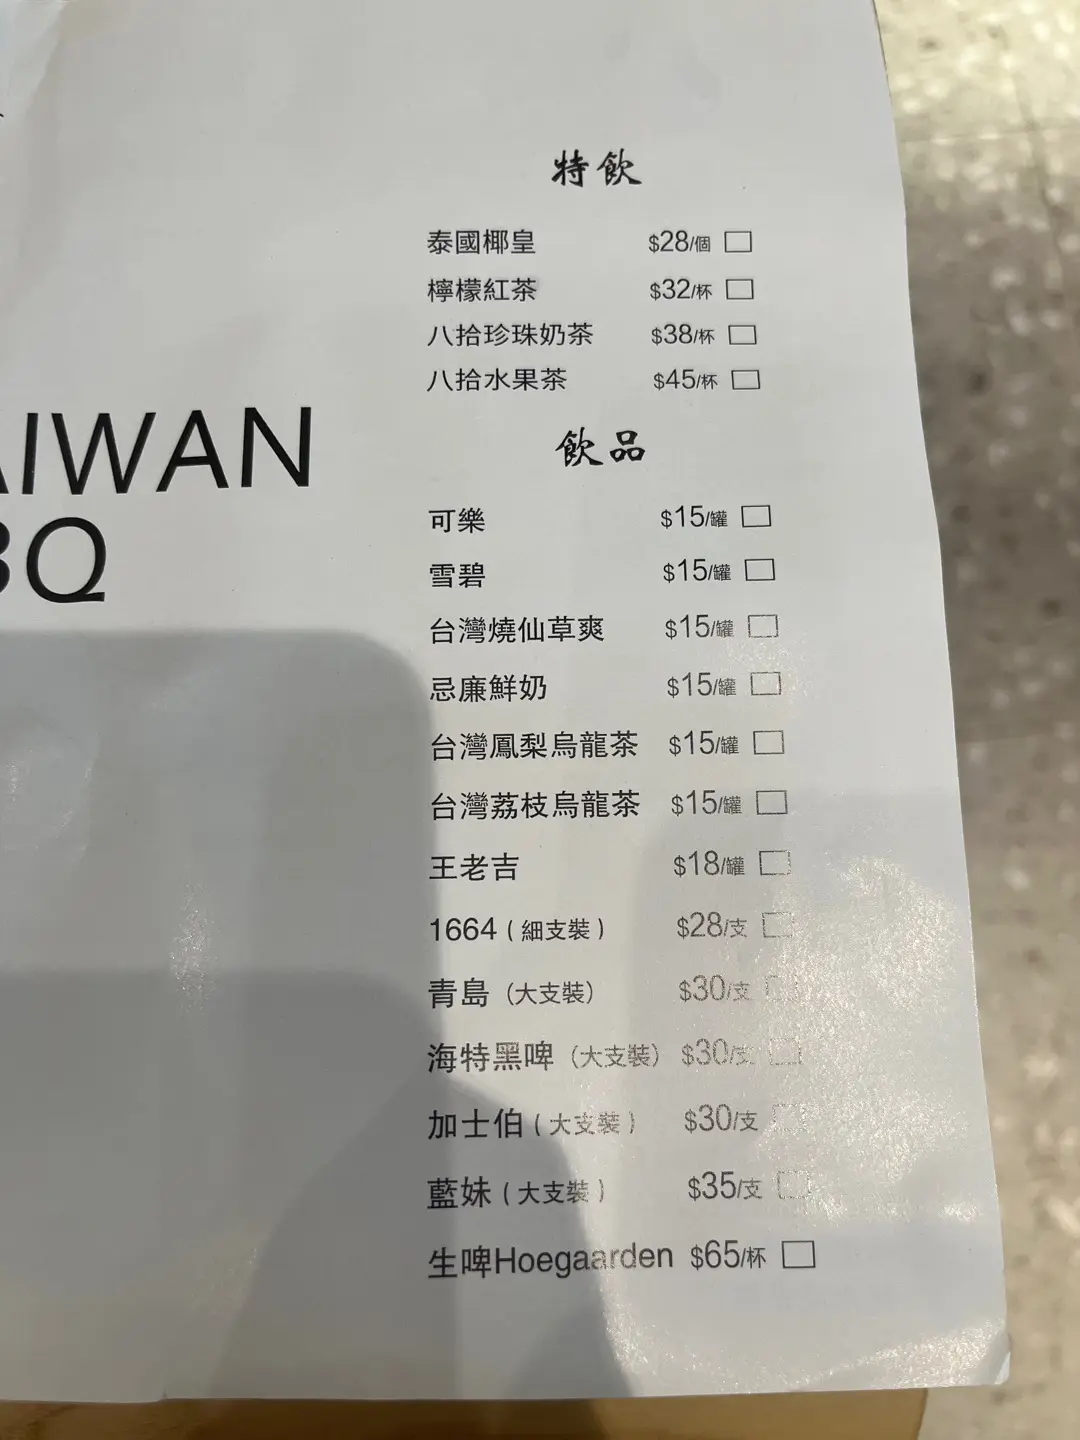 特飲
泰國椰皇 $28/個
檸檬紅茶 $32/杯
八拾珍珠奶茶 $38/杯
八拾水果茶 $45/杯
AIWAN
BQ
飲品
可樂 $15/罐
雪碧 $15/罐
台灣燒仙草爽 $15/罐
忌廉鮮奶 $15/罐
台灣鳳梨烏龍茶 $15/罐
台灣荔枝烏龍茶 $15/罐
王老吉 $18/罐
1664 (細支裝) $28/支
青島 (大支裝) $30/支
海特黑啤 (大支裝) $30/支
加士伯 (大支裝) $30/支
藍妹 (大支裝) $35/支
生啤Hoegaarden $65/杯